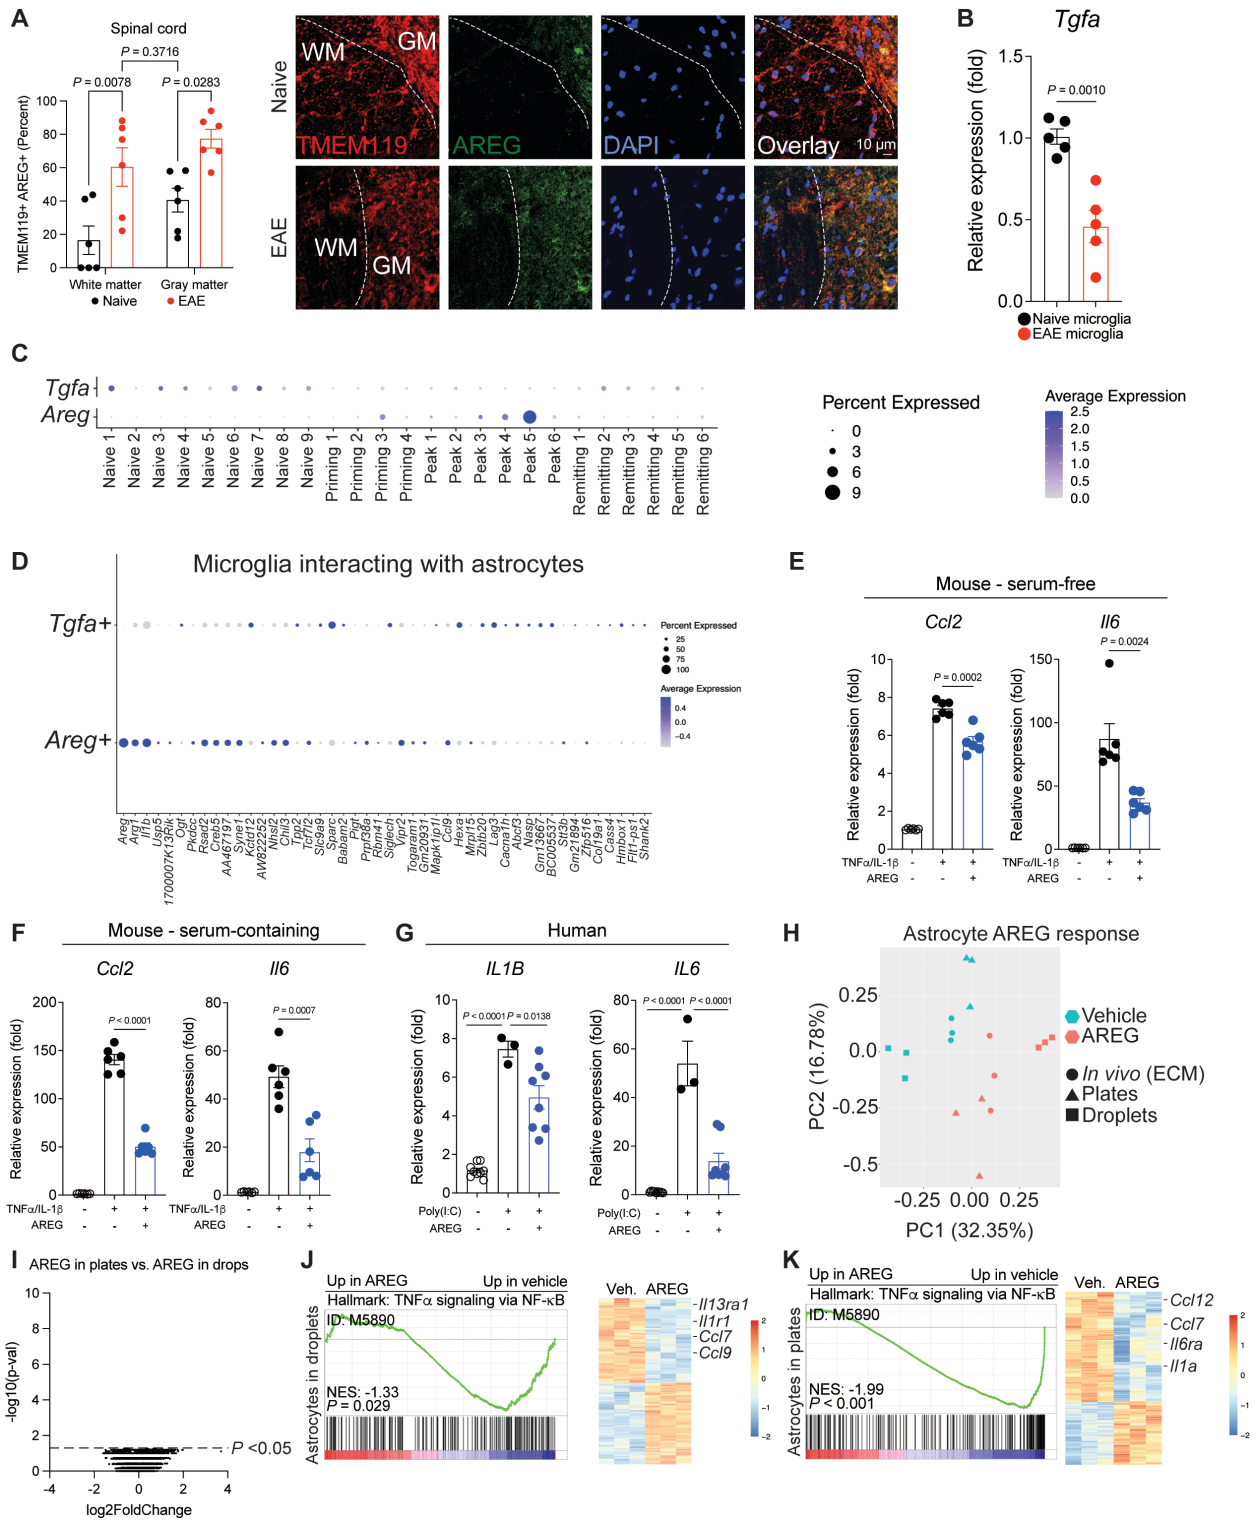 A
Spinal cord
P = 0.3716
P = 0.0078
P = 0.0283
TMEM119+ AREG+ (Percent)
100
80
60
40
20
0
White matter
Gray matter
Naive
EAE
Naive
WM
GM
TMEM119
AREG
DAPI
Overlay
10 μm
EAE
WM
GM
B
Tgfa
Relative expression (fold)
1.5
P = 0.0010
1.0
0.5
0.0
Naive microglia
EAE microglia
C
Tgfa
Areg
Naive 1
Naive 2
Naive 3
Naive 4
Naive 5
Naive 6
Naive 7
Naive 8
Naive 9
Priming 1
Priming 2
Priming 3
Priming 4
Peak 1
Peak 2
Peak 3
Peak 4
Peak 5
Peak 6
Remitting 1
Remitting 2
Remitting 3
Remitting 4
Remitting 5
Remitting 6
Percent Expressed
0
3
6
9
Average Expression
2.5
2.0
1.5
1.0
0.5
0.0
D
Microglia interacting with astrocytes
Tgfa+
Areg+
Percent Expressed
25
50
75
100
Average Expression
0.4
0.0
−0.4
Areg
Arg1
Il1b
Usp5
1700007K13Rik
Ogt
Pkdcc
Rsad2
Creb5
AA467197
Syne1
Kctd12
AW822252
Nhsl2
Chil3
Tpp2
Tcf7l2
Slc9a9
Sparc
Babam2
Pigt
Prpf38a
Rbm41
Siglech
Vipr2
Togaram1
Gm20931
Mapk1ip1l
Ccl9
Hexa
Mrpl15
Zbtb20
Lag3
Cacna1h
Abcf3
Nasp
Gm13667
BC005537
Stt3b
Gm21894
Zfp516
Col19a1
Cass4
Hmbox1
Flt1-ps1
Shank2
E
Mouse - serum-free
Ccl2
Relative expression (fold)
10
8
6
4
2
0
P = 0.0002
TNFα/IL-1β - + +
AREG - - +
Il6
Relative expression (fold)
150
100
50
0
P = 0.0024
TNFα/IL-1β - + +
AREG - - +
F
Mouse - serum-containing
Ccl2
Relative expression (fold)
200
150
100
50
0
P < 0.0001
TNFα/IL-1β - + +
AREG - - +
Il6
Relative expression (fold)
80
60
40
20
0
P = 0.0007
TNFα/IL-1β - + +
AREG - - +
G
Human
IL1B
Relative expression (fold)
10
8
6
4
2
0
P < 0.0001
P = 0.0138
Poly(I:C) - + +
AREG - - +
IL6
Relative expression (fold)
80
60
40
20
0
P < 0.0001
P < 0.0001
Poly(I:C) - + +
AREG - - +
H
Astrocyte AREG response
PC2 (16.78%)
0.25
0.0
-0.25
-0.5
-0.25
0.00
0.25
PC1 (32.35%)
Vehicle
AREG
In vivo (ECM)
Plates
Droplets
I
AREG in plates vs. AREG in drops
-log10(p-val)
10
8
6
4
2
0
P <0.05
-4
-2
0
2
4
log2FoldChange
J
Up in AREG
Up in vehicle
Hallmark: TNFα signaling via NF-κB
ID: M5890
Astrocytes in droplets
NES: -1.33
P = 0.029
Veh.
AREG
Il13ra1
Il1r1
Ccl7
Ccl9
2
1
0
−1
−2
K
Up in AREG
Up in vehicle
Hallmark: TNFα signaling via NF-κB
ID: M5890
Astrocytes in plates
NES: -1.99
P < 0.001
Veh.
AREG
Ccl12
Ccl7
Il6ra
Il1a
2
1
0
−1
−2